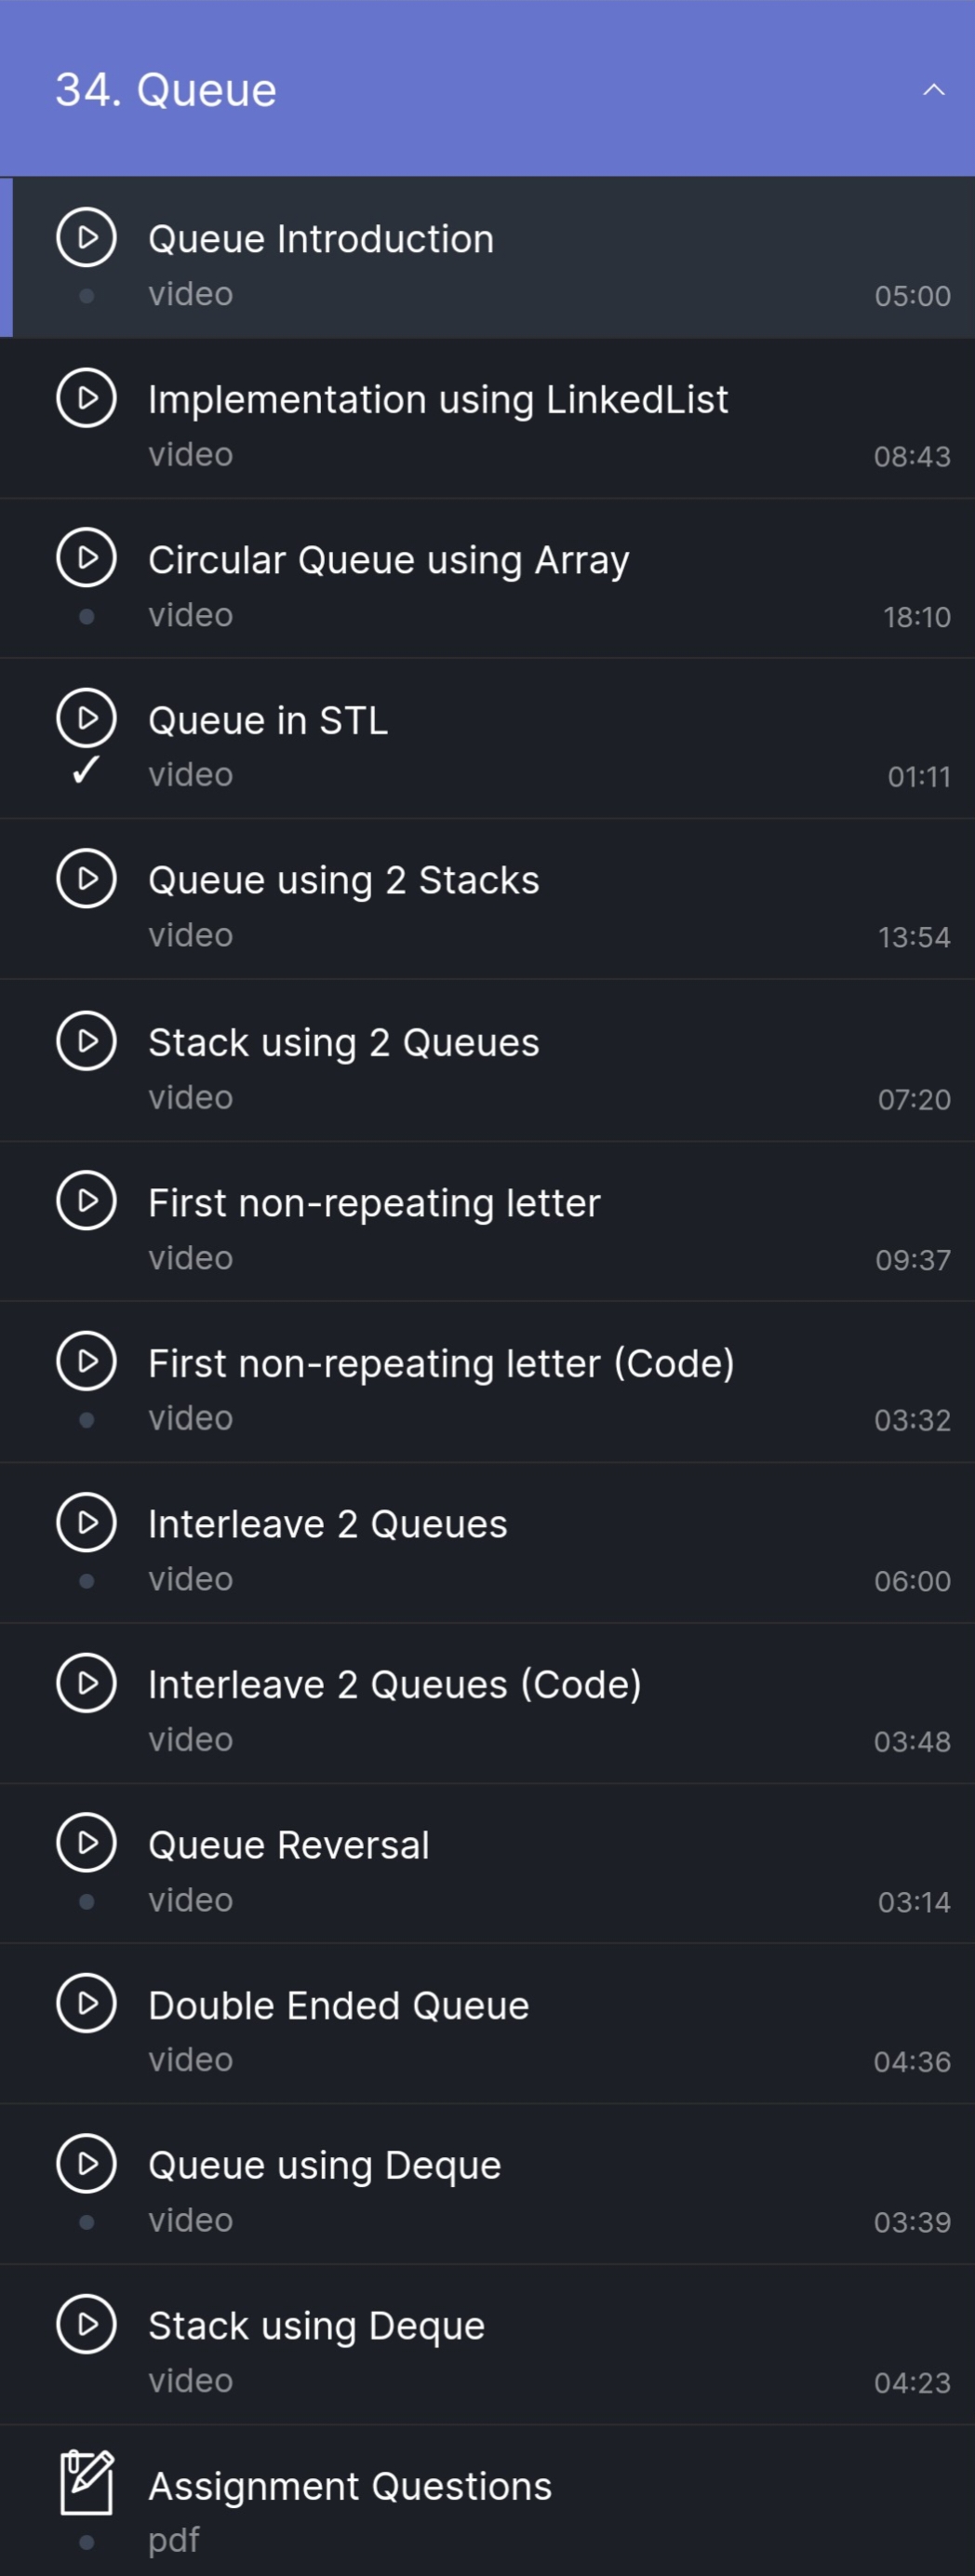 34. Queue
Queue Introduction
video 05:00
Implementation using LinkedList
video 08:43
Circular Queue using Array
video 18:10
Queue in STL
video 01:11
Queue using 2 Stacks
video 13:54
Stack using 2 Queues
video 07:20
First non-repeating letter
video 09:37
First non-repeating letter (Code)
video 03:32
Interleave 2 Queues
video 06:00
Interleave 2 Queues (Code)
video 03:48
Queue Reversal
video 03:14
Double Ended Queue
video 04:36
Queue using Deque
video 03:39
Stack using Deque
video 04:23
Assignment Questions
pdf